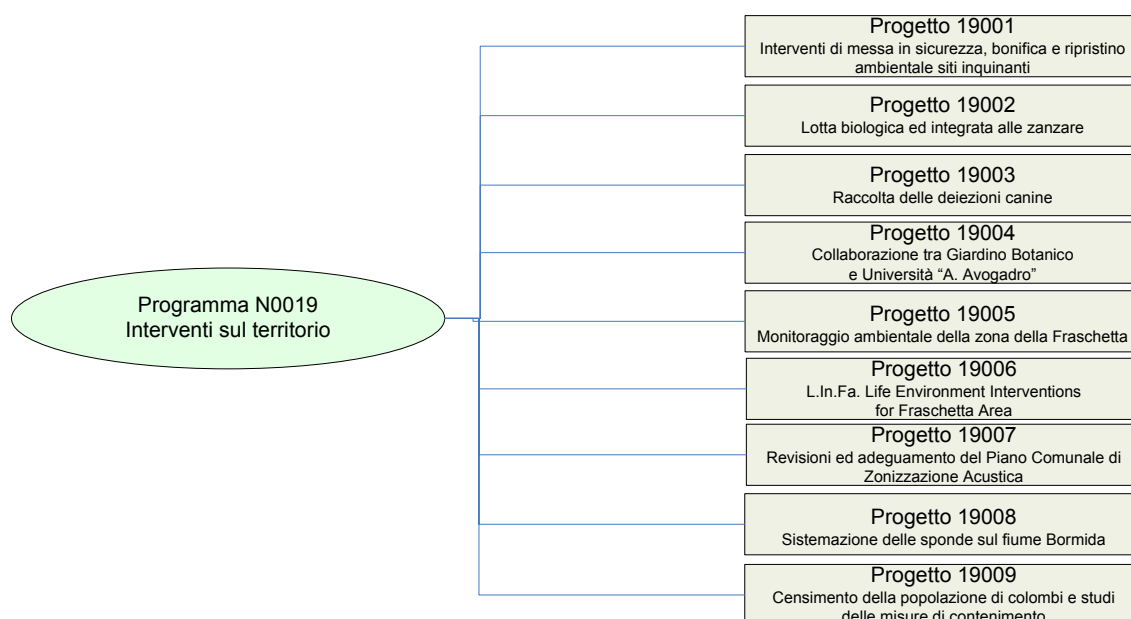 Programma N0019
Interventi sul territorio
Progetto 19001
Interventi di messa in sicurezza, bonifica e ripristino
ambientale siti inquinanti
Progetto 19002
Lotta biologica ed integrata alle zanzare
Progetto 19003
Raccolta delle deiezioni canine
Progetto 19004
Collaborazione tra Giardino Botanico
e Università “A. Avogadro”
Progetto 19005
Monitoraggio ambientale della zona della Fraschetta
Progetto 19006
L.In.Fa. Life Environment Interventions
for Fraschetta Area
Progetto 19007
Revisioni ed adeguamento del Piano Comunale di
Zonizzazione Acustica
Progetto 19008
Sistemazione delle sponde sul fiume Bormida
Progetto 19009
Censimento della popolazione di colombi e studi
delle misure di contenimento